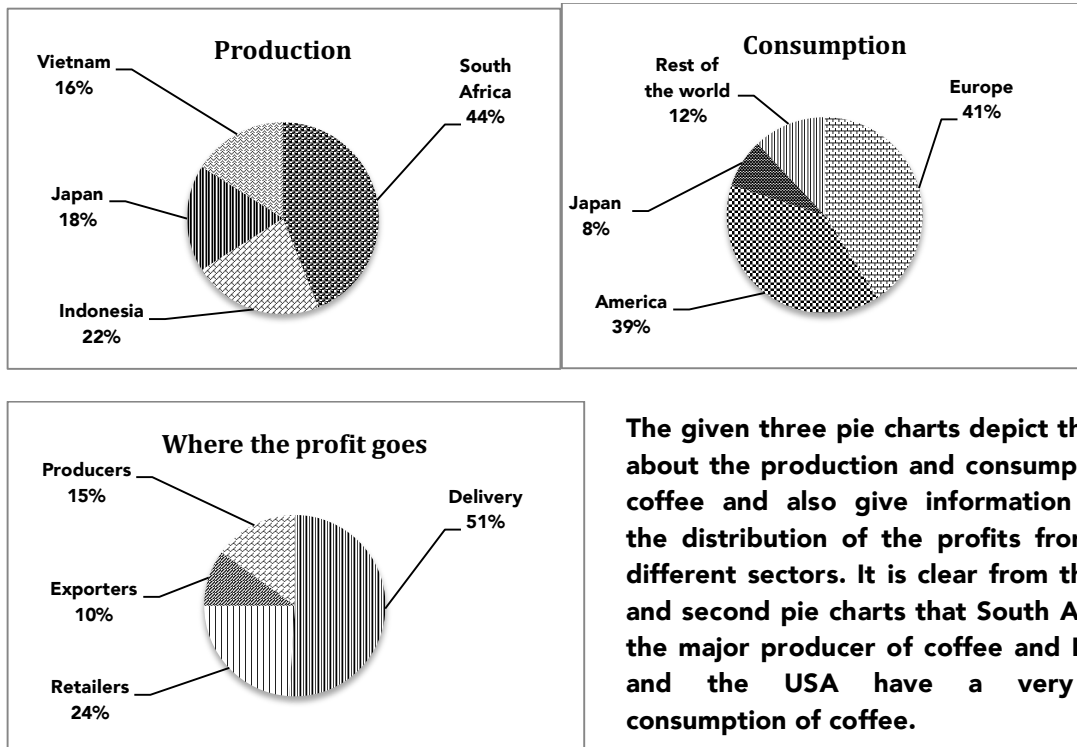 Production
Vietnam
16%
South
Africa
44%
Japan
18%
Indonesia
22%
Consumption
Rest of
the world
12%
Europe
41%
Japan
8%
America
39%
Where the profit goes
Producers
15%
Delivery
51%
Exporters
10%
Retailers
24%
The given three pie charts depict
about the production and
coffee and also give information
the distribution of the profits
different sectors. It is clear from
and second pie charts that South
the major producer of coffee and
and the USA have a very
consumption of coffee.